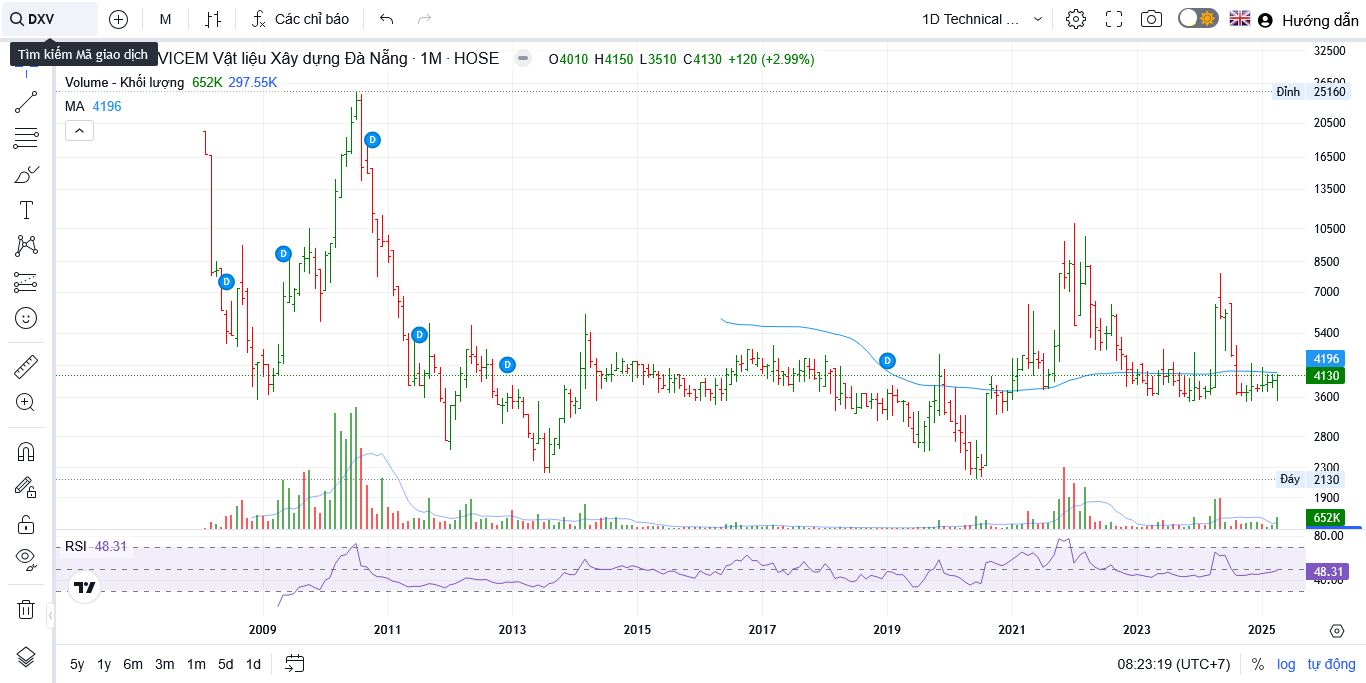 DXV
M
Các chỉ báo
1D Technical ...
Hướng dẫn
Tìm kiếm Mã giao dịch
VICEM Vật liệu Xây dựng Đà Nẵng · 1M · HOSE
O4010 H4150 L3510 C4130 +120 (+2.99%)
Volume - Khối lượng 652K 297.55K
MA 4196
32500
26500
Đỉnh 25160
20500
16500
13500
10500
8500
7000
5400
4196
4130
3600
2800
2300
Đáy 2130
1900
652K
80.00
48.31
40.00
D
D
D
D
D
D
T
RSI 48.31
2009 2011 2013 2015 2017 2019 2021 2023 2025
5y 1y 6m 3m 1m 5d 1d
08:23:19 (UTC+7) % log tự động